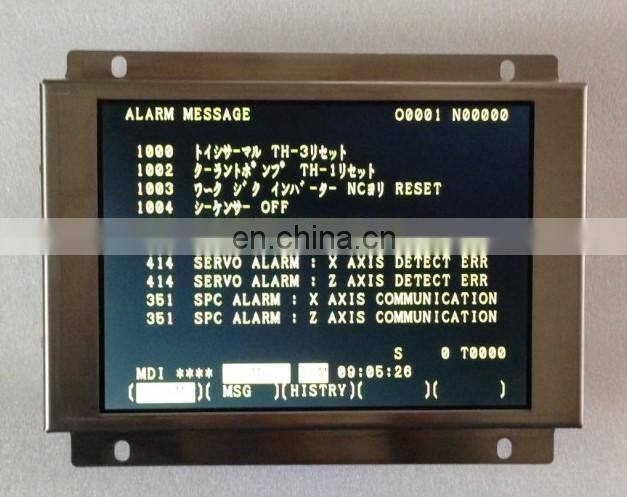 ALARM MESSAGE O0001 N00000
1000 トイシサーマル TH-3リセット
1002 クーラントポンプ TH-1リセット
1003 ワーク ジク インバーター NCヨリ RESET
1004 シーケンサー OFF
en.china.cn
414 SERVO ALARM : X AXIS DETECT ERR
414 SERVO ALARM : Z AXIS DETECT ERR
351 SPC ALARM : X AXIS COMMUNICATION
351 SPC ALARM : Z AXIS COMMUNICATION
S 0 T0000
MDI **** 09:05:26
( )( MSG )(HISTRY)( )( )